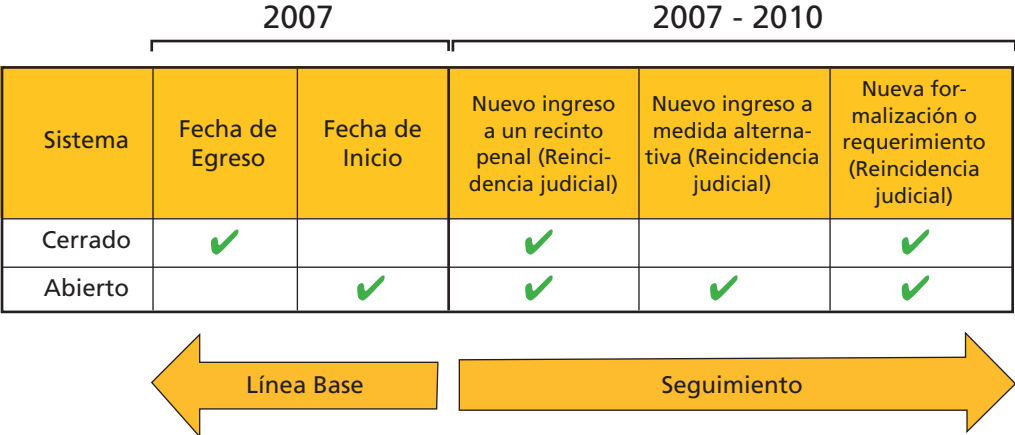 2007
2007 - 2010
Sistema
Fecha de
Egreso
Fecha de
Inicio
Nuevo ingreso
a un recinto
penal (Reinci-
dencia judicial)
Nuevo ingreso a
medida alterna-
tiva (Reincidencia
judicial)
Nueva for-
malización o
requerimiento
(Reincidencia
judicial)
Cerrado
✔
✔
✔
Abierto
✔
✔
✔
✔
Línea Base
Seguimiento